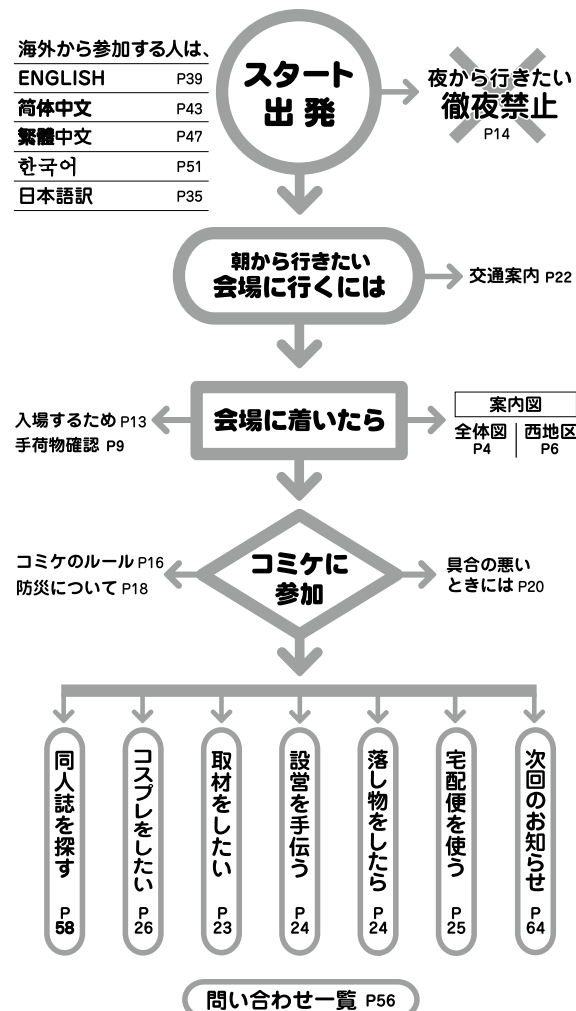 海外から参加する人は、
ENGLISH P39
简体中文 P43
繁體中文 P47
한국어 P51
日本語訳 P35
スタート
出発
夜から行きたい
徹夜禁止
P14
朝から行きたい
会場に行くには
交通案内 P22
会場に着いたら
入場するため P13
手荷物確認 P9
案内図
全体図 西地区
P4 P6
コミケに
参加
コミケのルール P16
防災について P18
具合の悪い
ときには P20
同人誌を探す P58
コスプレをしたい P26
取材をしたい P23
設営を手伝う P24
落し物をしたら P24
宅配便を使う P25
次回のお知らせ P64
問い合わせ一覧 P56